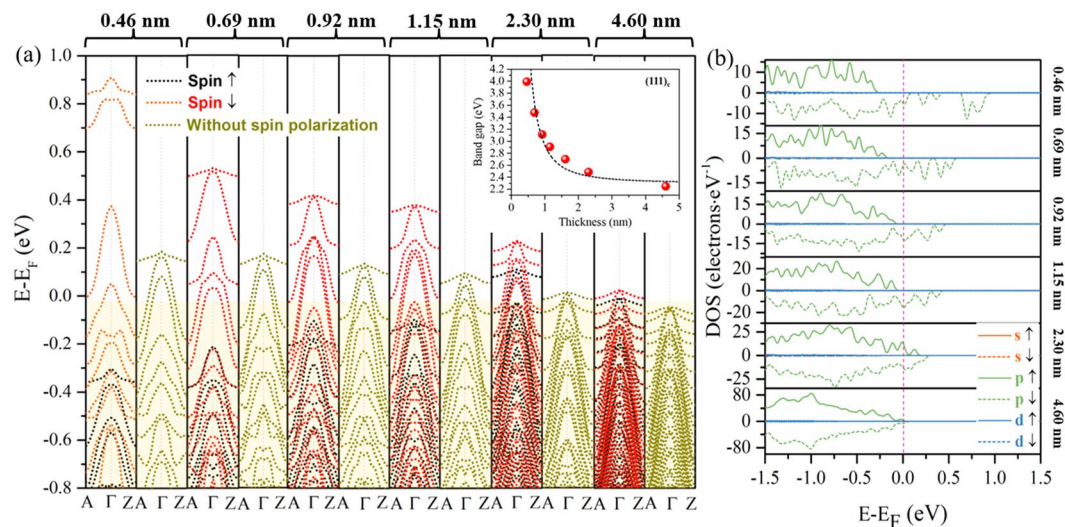 0.46 nm 0.69 nm 0.92 nm 1.15 nm 2.30 nm 4.60 nm
(a)
1.0
0.8
0.6
0.4
0.2
0.0
-0.2
-0.4
-0.6
-0.8
E-E_F (eV)
Spin ↑
Spin ↓
Without spin polarization
A Γ Z A Γ Z A Γ Z A Γ Z A Γ Z A Γ Z A Γ Z A Γ Z A Γ Z A Γ Z A Γ Z A Γ Z
(111)ε
4.2
4.0
3.8
3.6
3.4
3.2
3.0
2.8
2.6
2.4
2.2
Band gap (eV)
0 1 2 3 4 5
Thickness (nm)
(b)
10
0
-10
0.46 nm
15
0
-15
0.69 nm
15
0
-15
0.92 nm
20
0
-20
1.15 nm
25
0
-25
2.30 nm
80
0
-80
4.60 nm
DOS (electrons·eV⁻¹)
s ↑
s ↓
p ↑
p ↓
d ↑
d ↓
-1.5 -1.0 -0.5 0.0 0.5 1.0 1.5
E-E_F (eV)